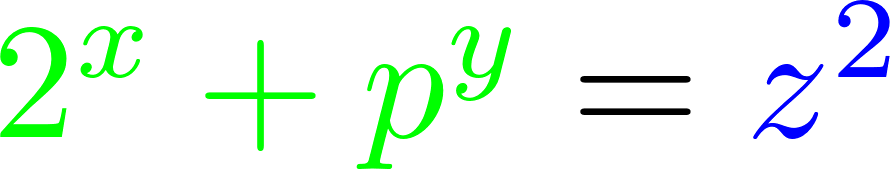 2^x + p^y = z^2